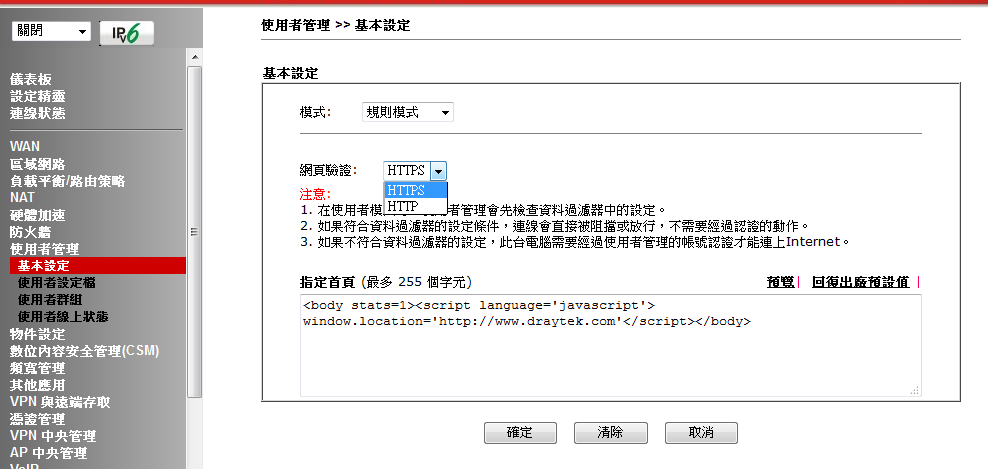 關閉
IPv6
儀表板
設定精靈
連線狀態
WAN
區域網路
負載平衡/路由策略
NAT
硬體加速
防火牆
使用者管理
基本設定
使用者設定檔
使用者群組
使用者線上狀態
物件設定
數位內容安全管理(CSM)
頻寬管理
其他應用
VPN 與遠端存取
憑證管理
VPN 中央管理
AP 中央管理
VoIP
使用者管理 >> 基本設定
基本設定
模式: 規則模式
網頁驗證: HTTPS
HTTPS
HTTP
注意:
1. 在使用者模 者管理會先檢查資料過濾器中的設定。
2. 如果符合資料過濾器的設定條件，連線會直接被阻擋或放行，不需要經過認證的動作。
3. 如果不符合資料過濾器的設定，此台電腦需要經過使用者管理的帳號認證才能連上Internet。
指定首頁 (最多 255 個字元) 預覽| 回復出廠預設值 |
<body stats=1><script language='javascript'>
window.location='http://www.draytek.com'</script></body>
確定 清除 取消